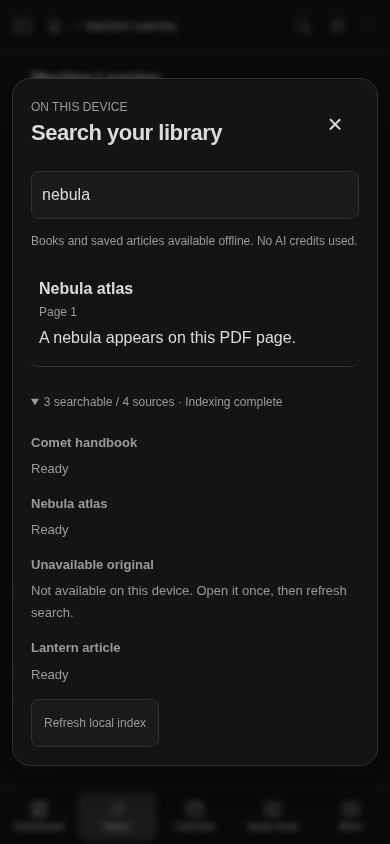 ON THIS DEVICE
Search your library
nebula
Books and saved articles available offline. No AI credits used.
Nebula atlas
Page 1
A nebula appears on this PDF page.
3 searchable / 4 sources · Indexing complete
Comet handbook
Ready
Nebula atlas
Ready
Unavailable original
Not available on this device. Open it once, then refresh
search.
Lantern article
Ready
Refresh local index